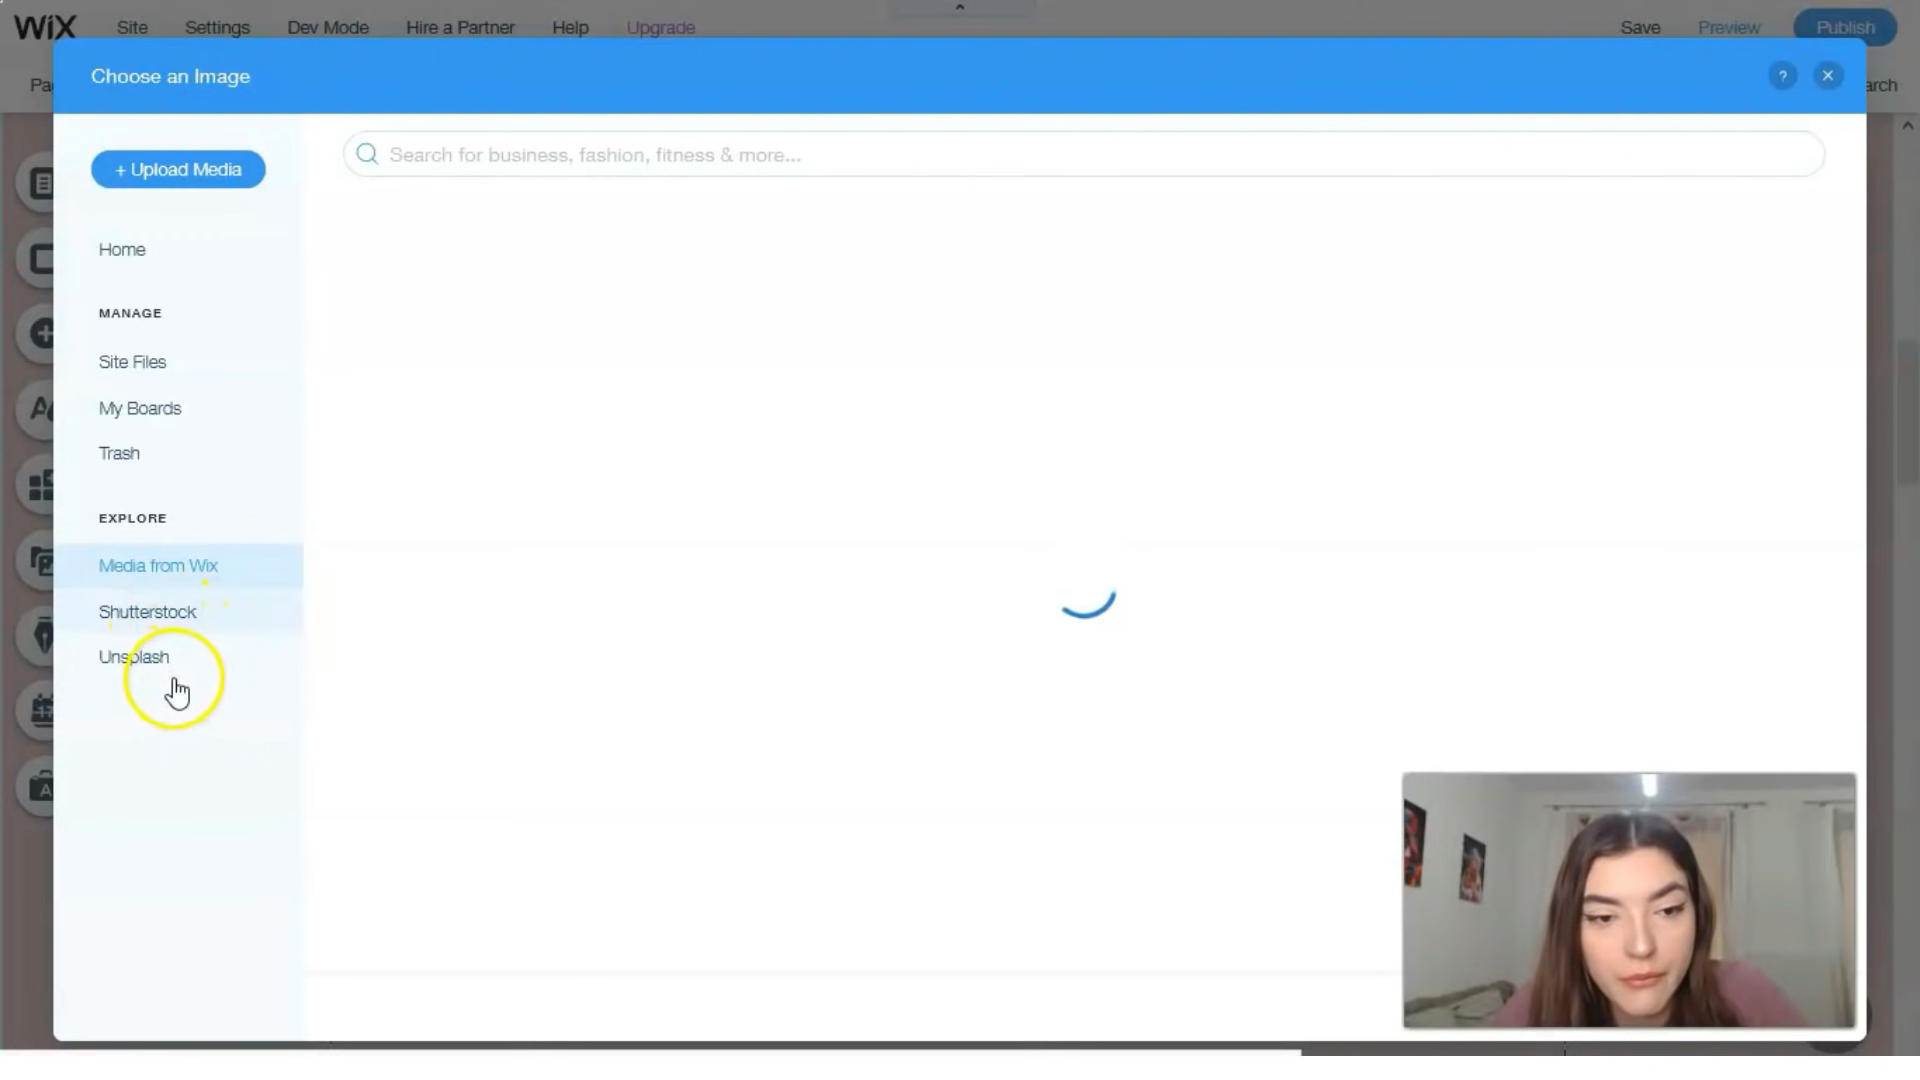 WiX Site Settings Dev Mode Hire a Partner Help Upgrade Save Preview Publish
Choose an Image ?
+ Upload Media
Search for business, fashion, fitness & more...
Home
MANAGE
Site Files
My Boards
Trash
EXPLORE
Media from Wix
Shutterstock
Unsplash